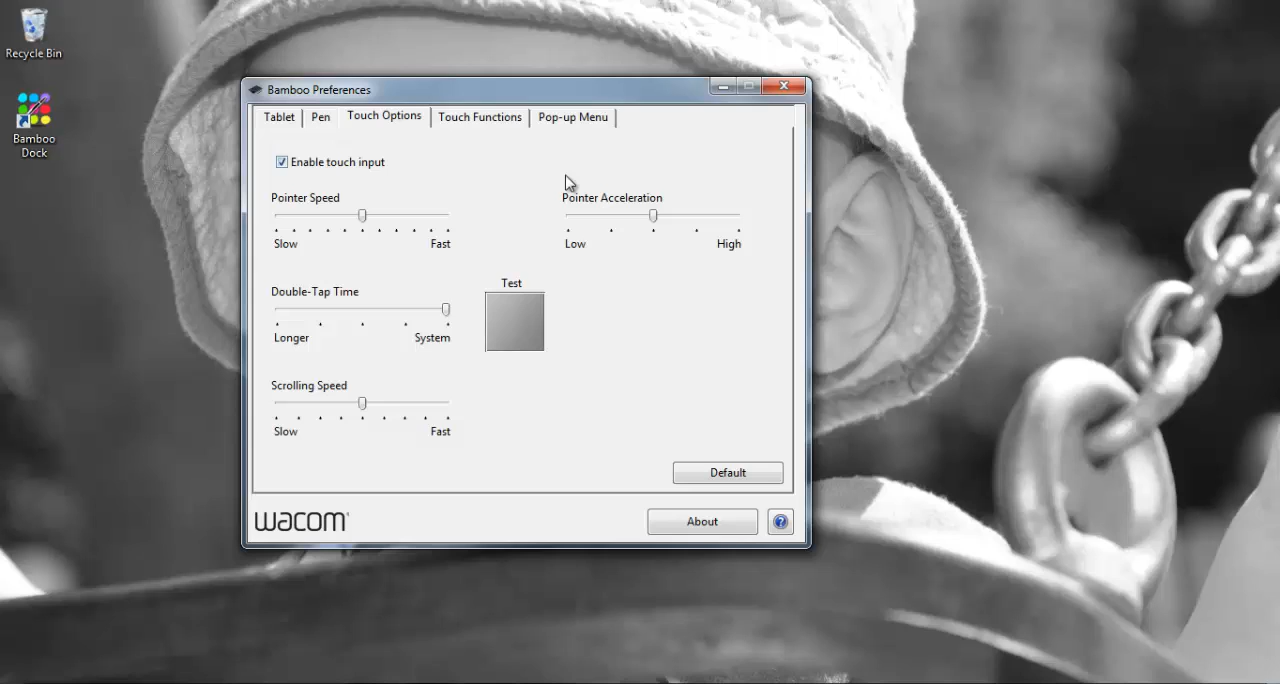 Recycle Bin
Bamboo
Dock
Bamboo Preferences
Tablet
Pen
Touch Options
Touch Functions
Pop-up Menu
Enable touch input
Pointer Speed
Slow
Fast
Pointer Acceleration
Low
High
Double-Tap Time
Longer
System
Test
Scrolling Speed
Slow
Fast
Default
wacom
About
?